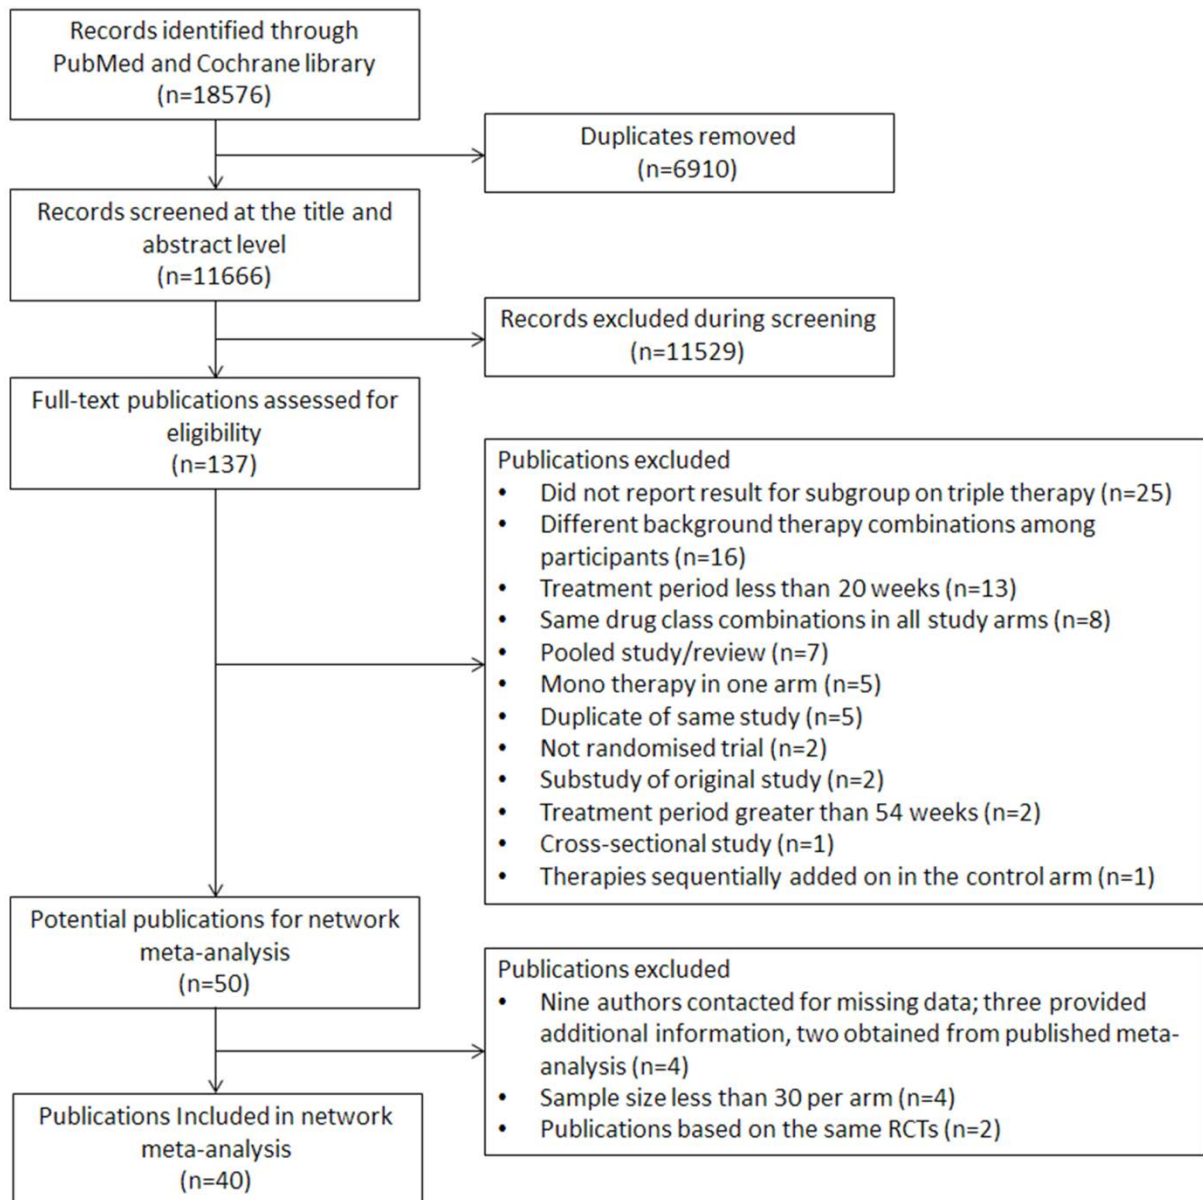 Records identified through
PubMed and Cochrane library
(n=18576)
Duplicates removed
(n=6910)
Records screened at the title and
abstract level
(n=11666)
Records excluded during screening
(n=11529)
Full-text publications assessed for
eligibility
(n=137)
Publications excluded
• Did not report result for subgroup on triple therapy (n=25)
• Different background therapy combinations among
participants (n=16)
• Treatment period less than 20 weeks (n=13)
• Same drug class combinations in all study arms (n=8)
• Pooled study/review (n=7)
• Mono therapy in one arm (n=5)
• Duplicate of same study (n=5)
• Not randomised trial (n=2)
• Substudy of original study (n=2)
• Treatment period greater than 54 weeks (n=2)
• Cross-sectional study (n=1)
• Therapies sequentially added on in the control arm (n=1)
Potential publications for network
meta-analysis
(n=50)
Publications excluded
• Nine authors contacted for missing data; three provided
additional information, two obtained from published meta-
analysis (n=4)
• Sample size less than 30 per arm (n=4)
• Publications based on the same RCTs (n=2)
Publications Included in network
meta-analysis
(n=40)